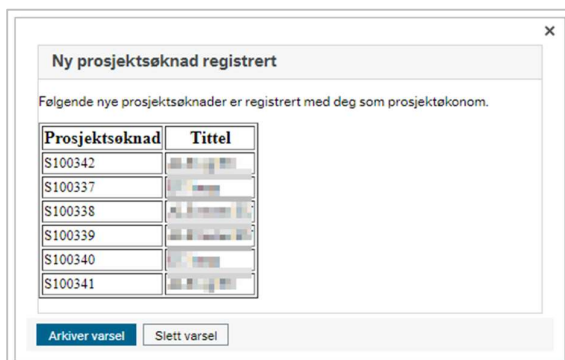 Ny prosjektsøknad registrert
Følgende nye prosjektsøknader er registrert med deg som prosjektøkonom.
Prosjektsøknad Tittel
S100342
S100337
S100338
S100339
S100340
S100341
Arkiver varsel Slett varsel